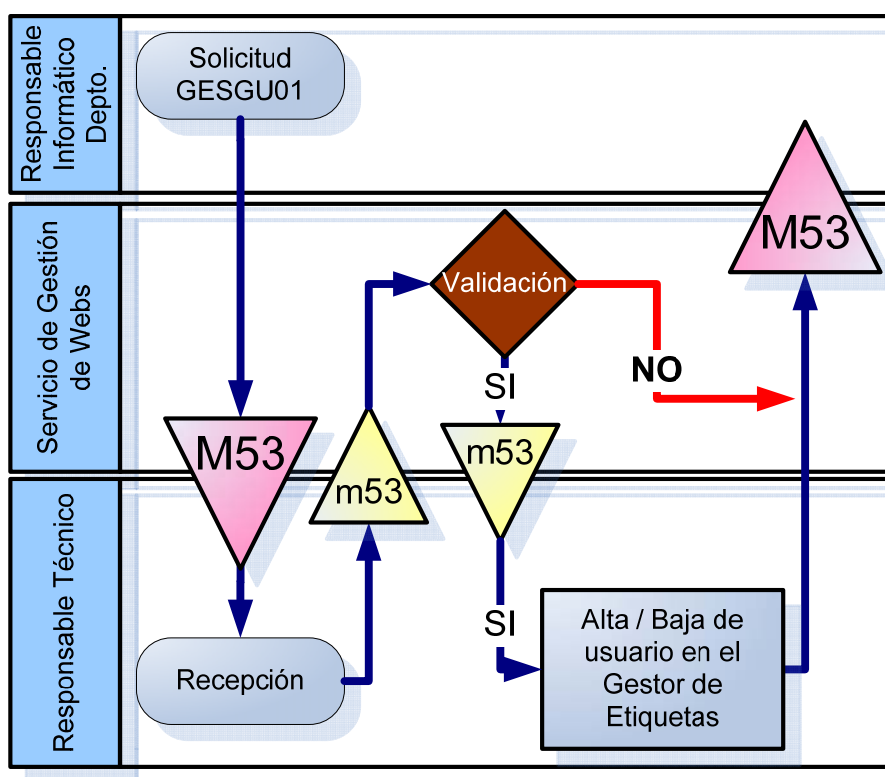 Responsable
Informático
Depto.
Solicitud
GESGU01
M53
Servicio de Gestión
de Webs
Validación
NO
SI
M53
m53
m53
Responsable Técnico
SI
Recepción
Alta / Baja de
usuario en el
Gestor de
Etiquetas